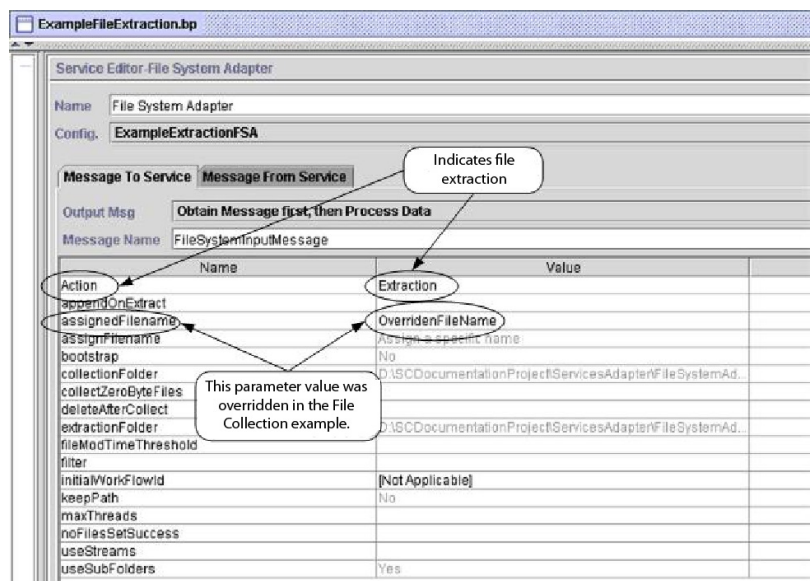 ExampleFileExtraction.bp
Service Editor-File System Adapter
Name File System Adapter
Config. ExampleExtractionFSA
Indicates file
extraction
Message To Service Message From Service
Output Msg Obtain Message first, then Process Data
Message Name FileSystemInputMessage
Name Value
Action Extraction
appendOnExtract
assignedFilename OverridenFileName
assignFilename Assign a specific name
bootstrap No
collectionFolder D:\SCDocumentationProject\ServicesAdapter\FileSystemAd...
collectZeroByteFiles
deleteAfterCollect
extractionFolder D:\SCDocumentationProject\ServicesAdapter\FileSystemAd...
fileModTimeThreshold
filter
initialWorkFlowId [Not Applicable]
keepPath No
maxThreads
noFilesSetSuccess
useStreams
useSubFolders Yes
This parameter value was
overridden in the File
Collection example.